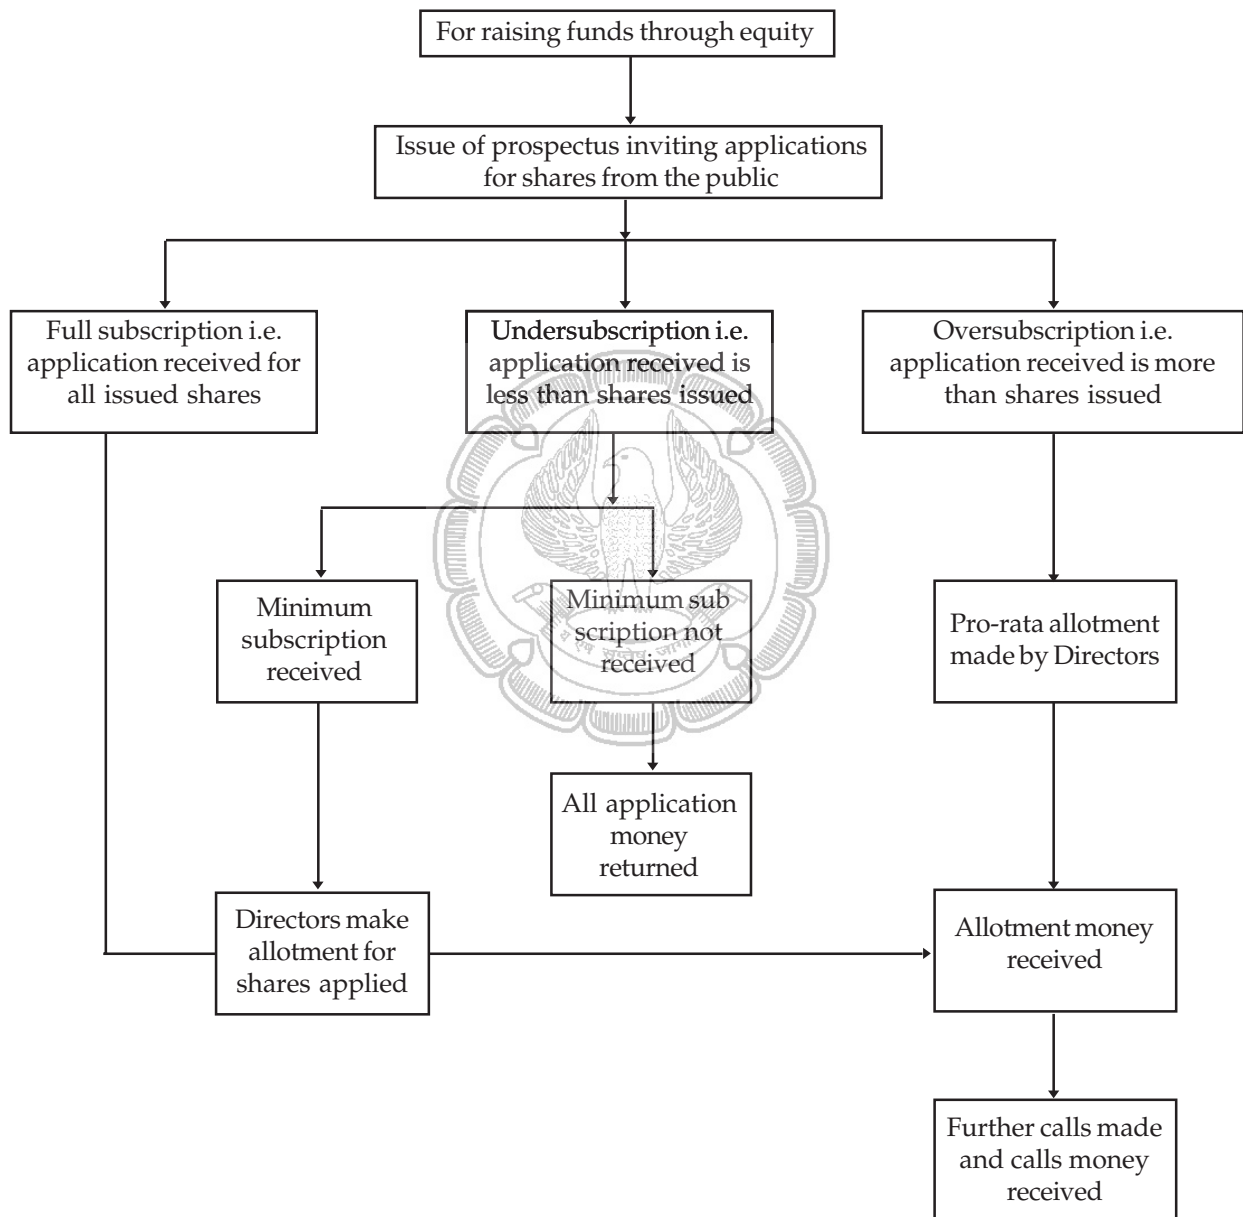 For raising funds through equity
Issue of prospectus inviting applications
for shares from the public
Full subscription i.e.
application received for
all issued shares
Undersubscription i.e.
application received is
less than shares issued
Oversubscription i.e.
application received is more
than shares issued
Minimum
subscription
received
Minimum sub
scription not
received
Pro-rata allotment
made by Directors
All application
money
returned
Directors make
allotment for
shares applied
Allotment money
received
Further calls made
and calls money
received